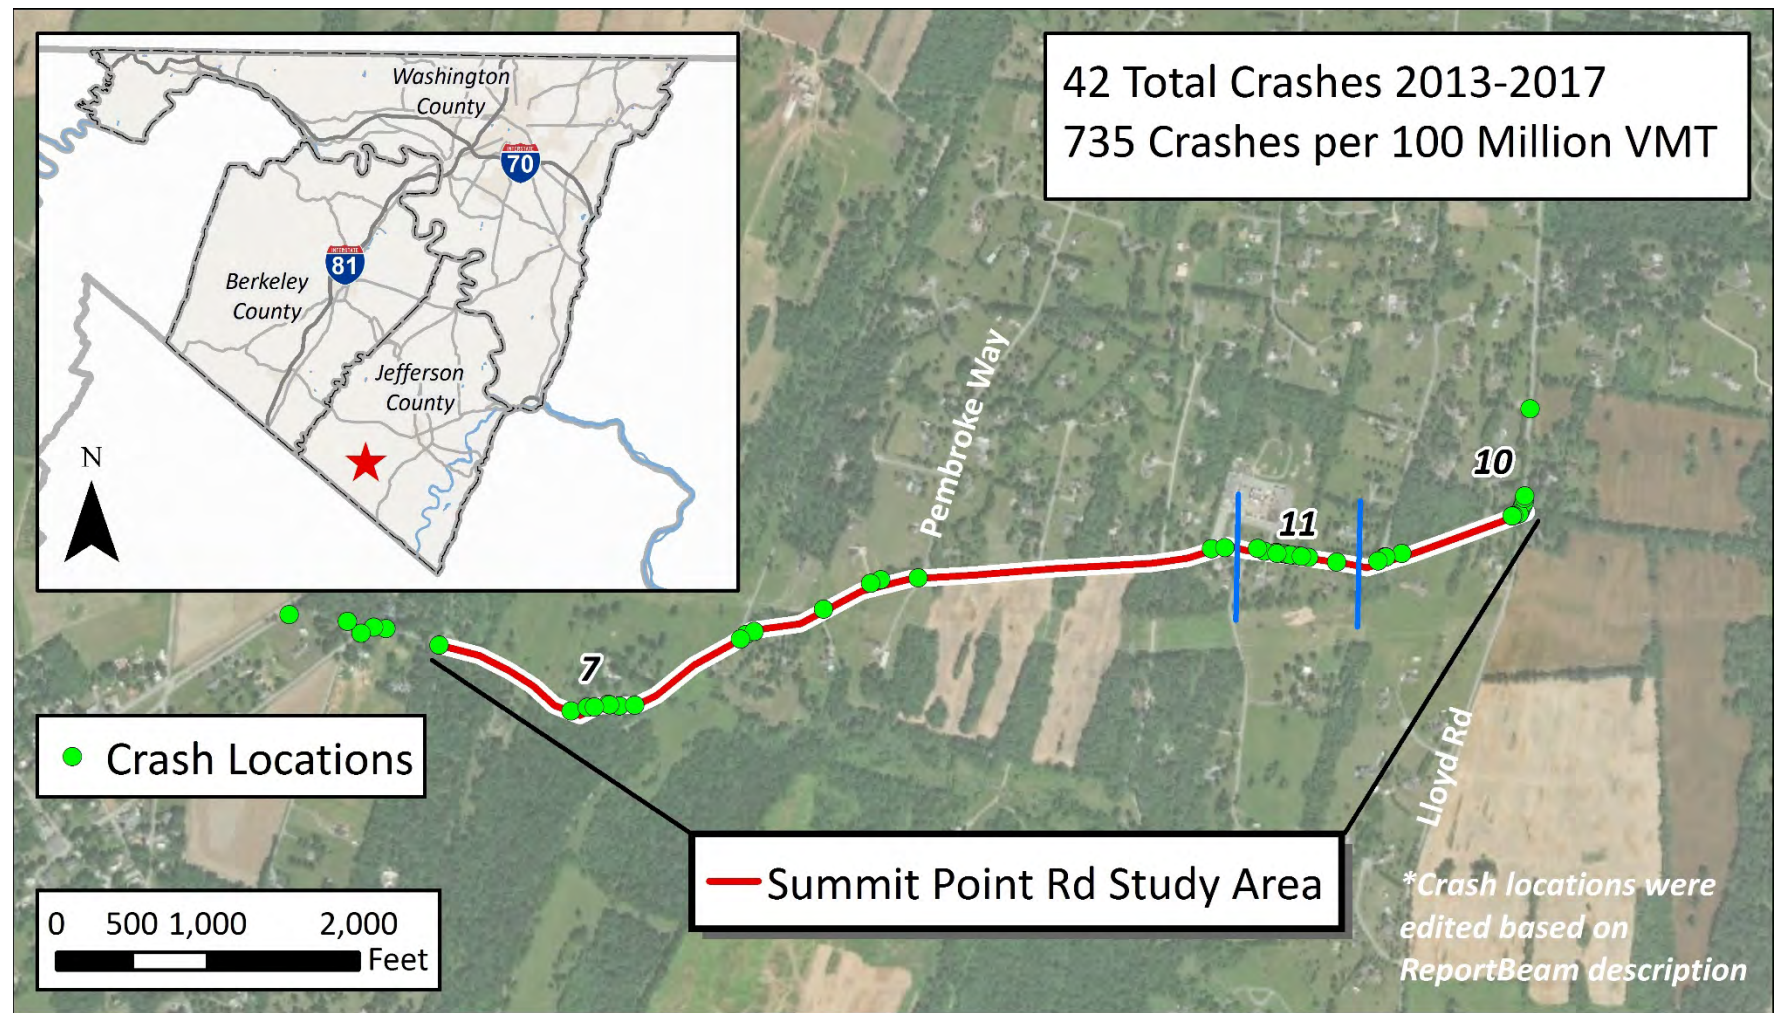 Washington
County
INTERSTATE
70
INTERSTATE
81
Berkeley
County
Jefferson
County
N
42 Total Crashes 2013-2017
735 Crashes per 100 Million VMT
Pembroke Way
10
11
7
Lloyd Rd
Crash Locations
Summit Point Rd Study Area
0 500 1,000 2,000
Feet
*Crash locations were
edited based on
ReportBeam description